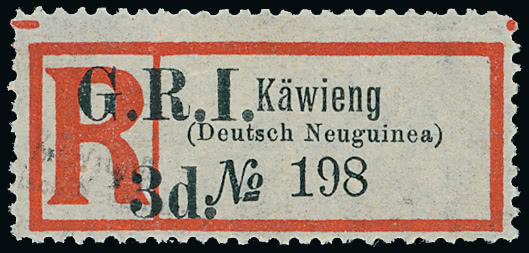 R G.R.I. Käwieng
(Deutsch Neuguinea)
3d. № 198